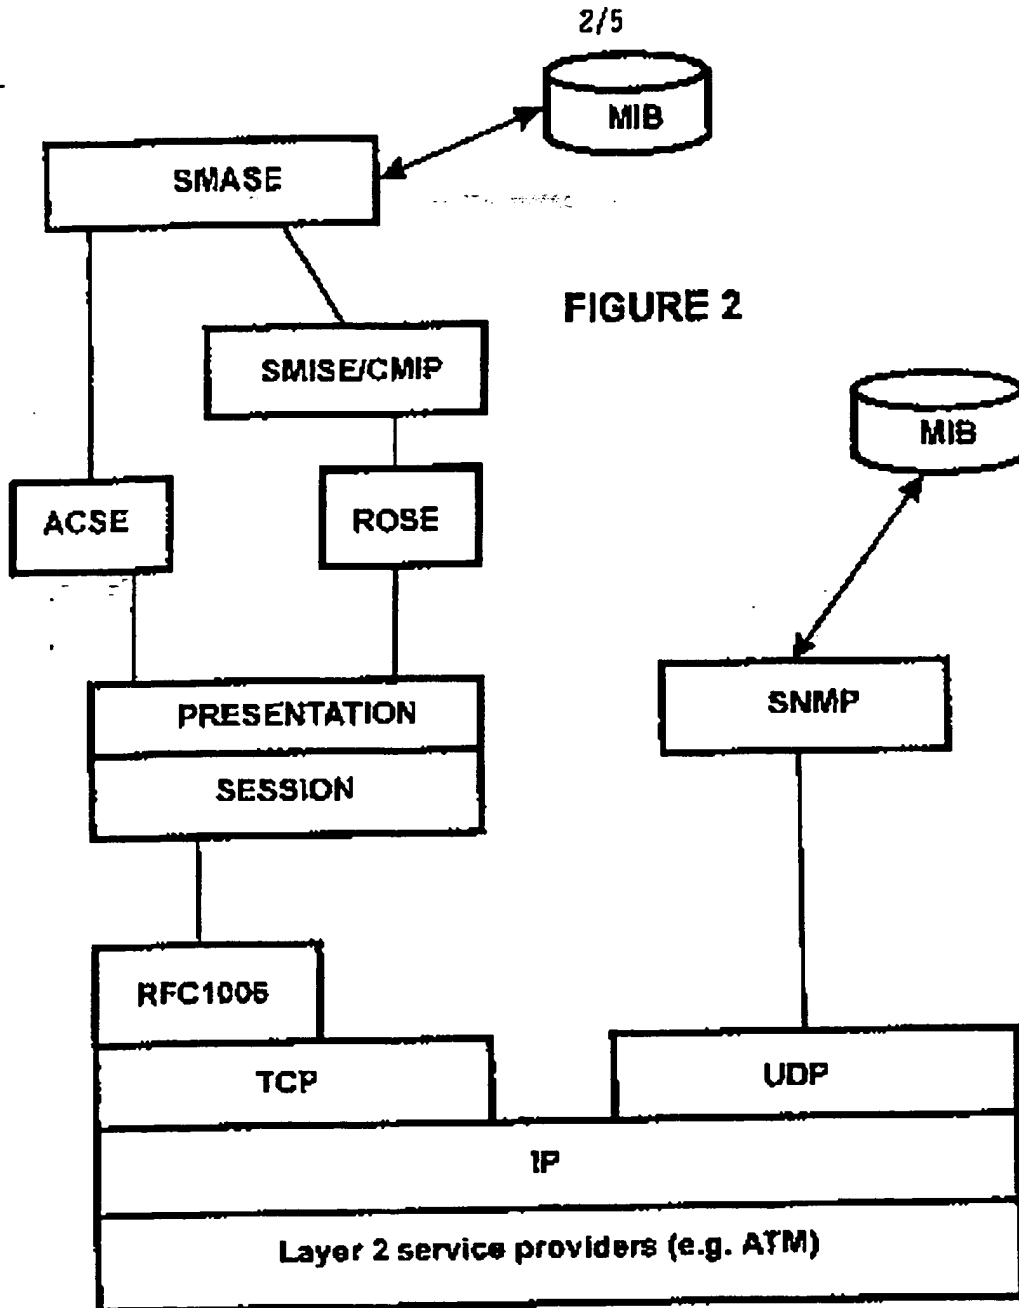 2/5
MIB
SMASE
FIGURE 2
SMISE/CMIP
MIB
ACSE
ROSE
PRESENTATION
SNMP
SESSION
RFC1006
TCP
UDP
IP
Layer 2 service providers (e.g. ATM)